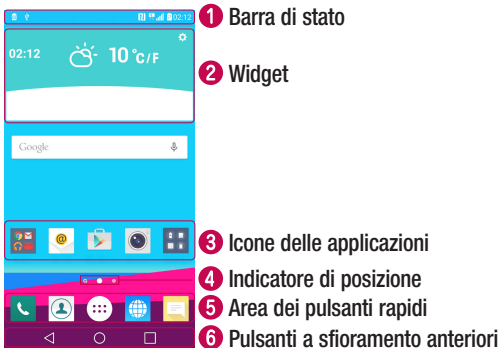 02:12
1 Barra di stato
02:12 10°C/F
2 Widget
Google
3 Icone delle applicazioni
4 Indicatore di posizione
5 Area dei pulsanti rapidi
6 Pulsanti a sfioramento anteriori